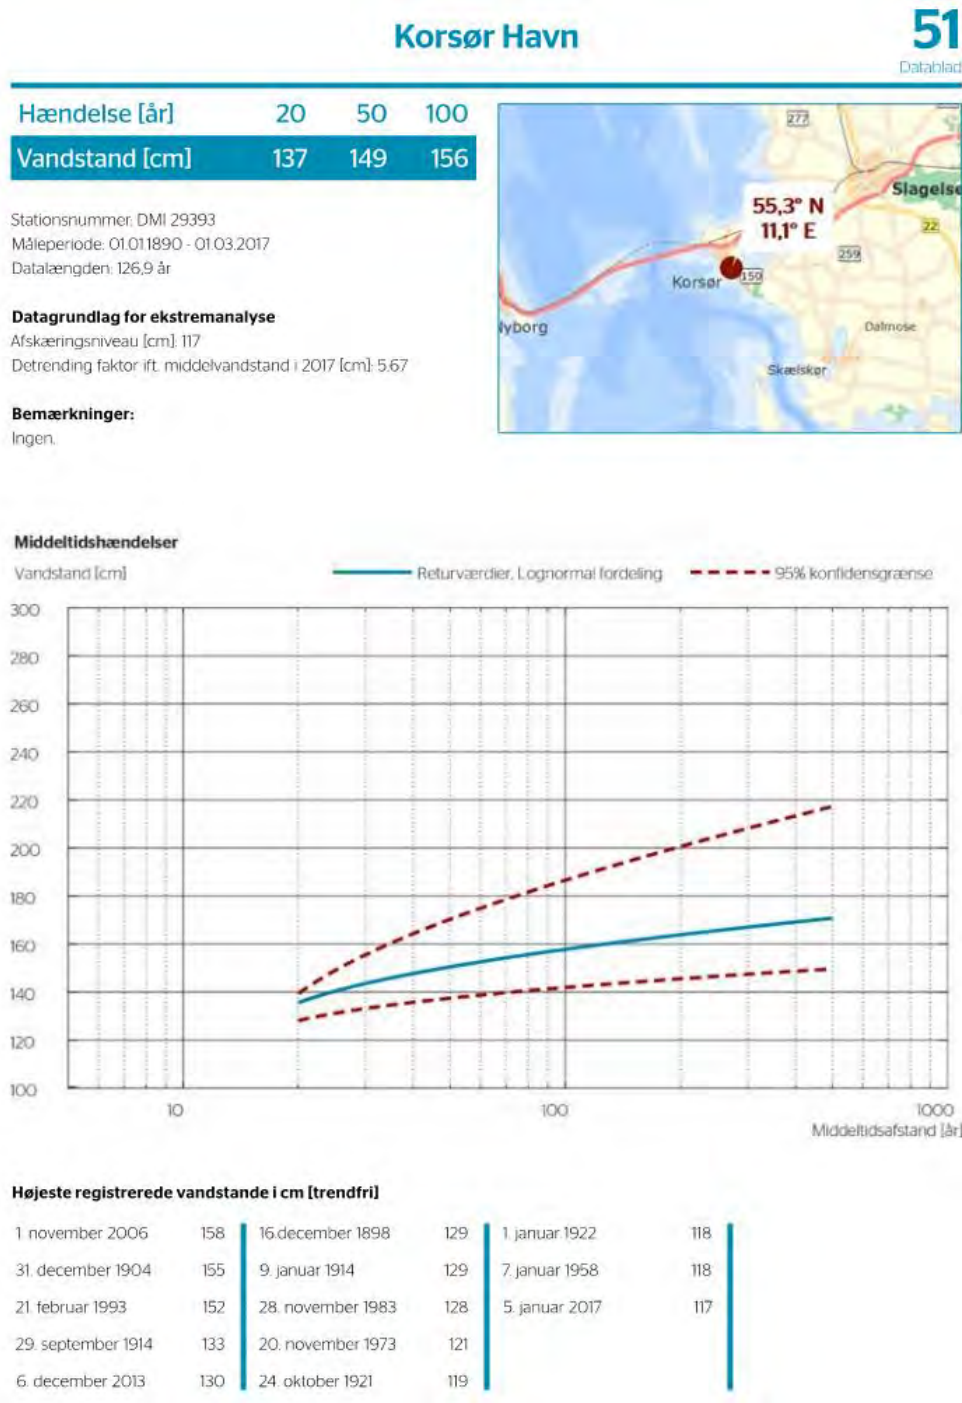 Korsør Havn
51
Datablad
Hændelse [år] 20 50 100
Vandstand [cm] 137 149 156
Stationsnummer: DMI 29393
Måleperiode: 01.01.1890 - 01.03.2017
Datalængden: 126,9 år
Datagrundlag for ekstremanalyse
Afskæringsniveau [cm]: 117
Detrending faktor ift. middelvandstand i 2017 [cm]: 5.67
Bemærkninger:
Ingen.
277
Slagelse
55,3° N
11,1° E
22
259
Korsør
159
lyborg
Dalmose
Skælskør
Middeltidshændelser
Vandstand [cm]
Returværdier, Lognormal fordeling
95% konfidensgrænse
300
280
260
240
220
200
180
160
140
120
100
10 100 1000
Middeltidsafstand [år]
Højeste registrerede vandstande i cm [trendfri]
1. november 2006 158 16.december 1898 129 1. januar 1922 118
31. december 1904 155 9. januar 1914 129 7. januar 1958 118
21. februar 1993 152 28. november 1983 128 5. januar 2017 117
29. september 1914 133 20. november 1973 121
6. december 2013 130 24. oktober 1921 119